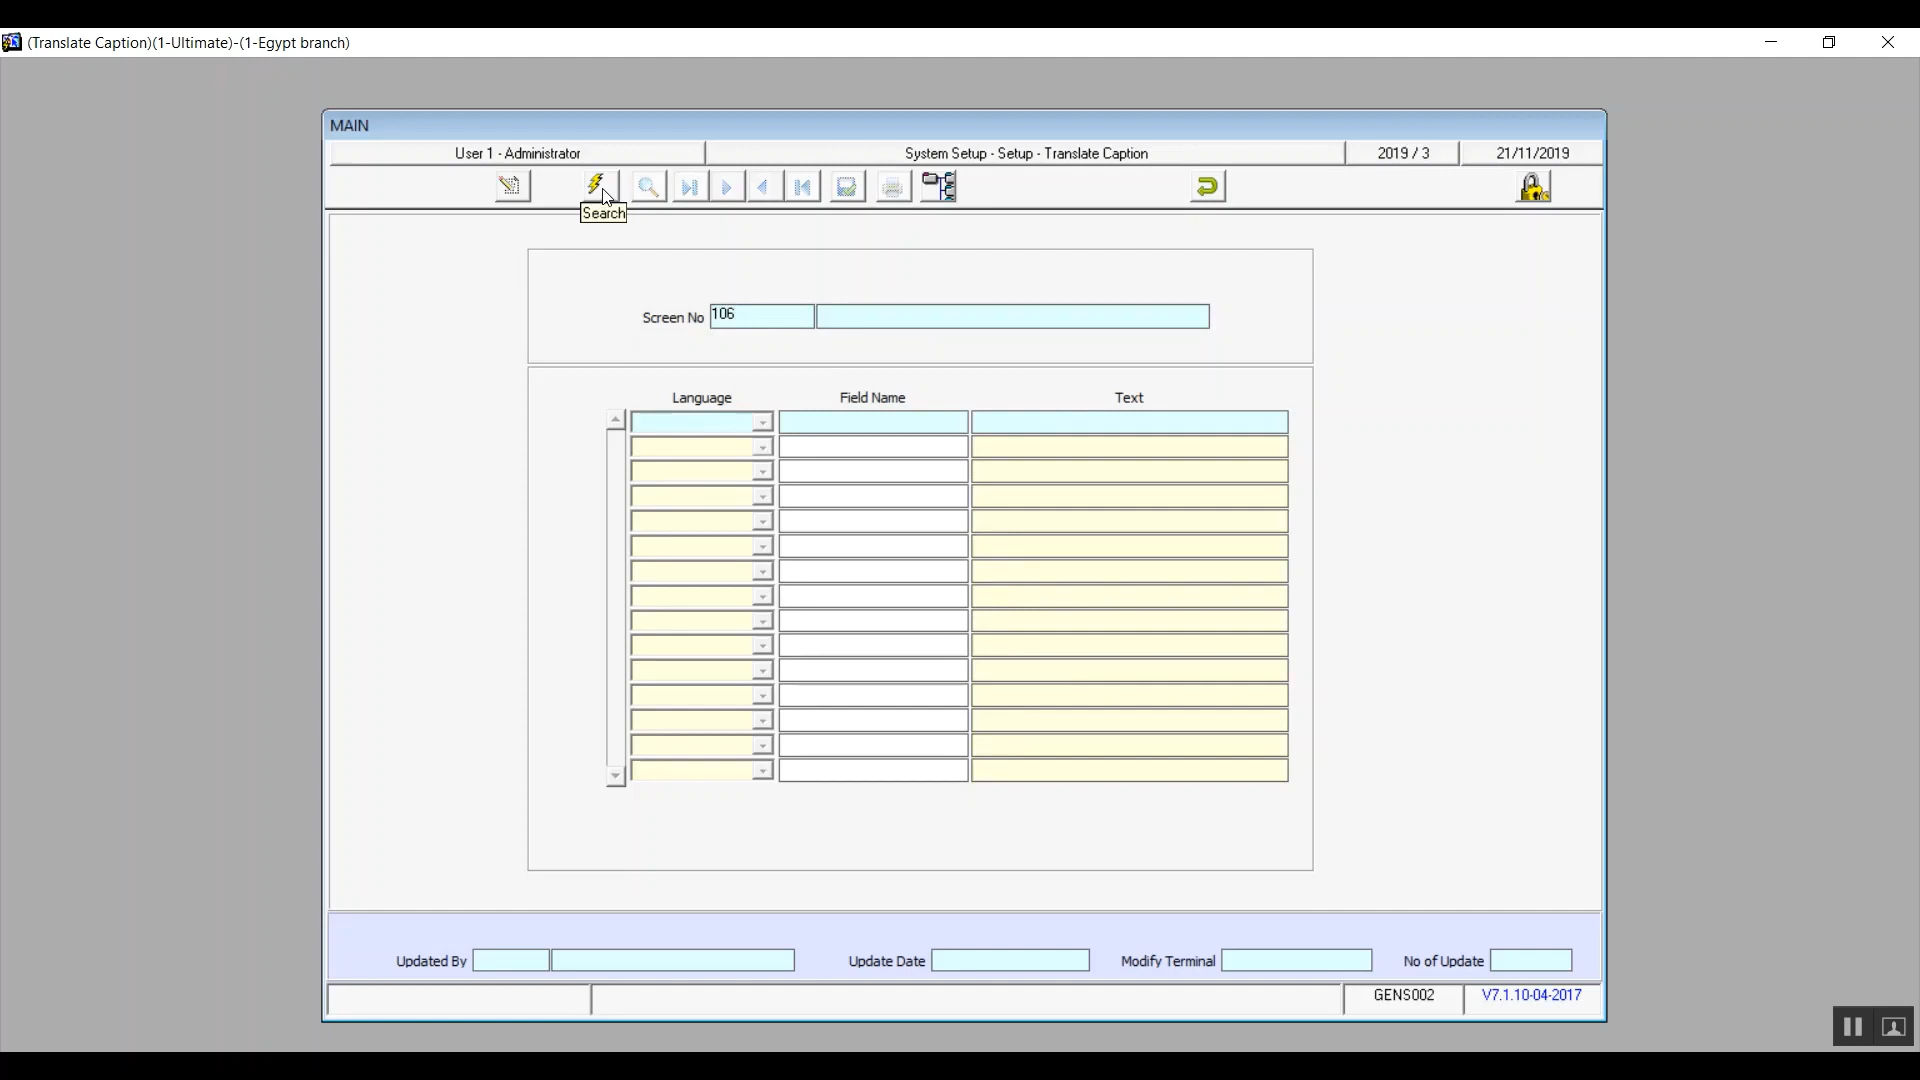 (Translate Caption)(1-Ultimate)-(1-Egypt branch)
MAIN
User 1 - Administrator
System Setup - Setup - Translate Caption
2019 / 3
21/11/2019
Search
Screen No 106
Language
Field Name
Text
Updated By
Update Date
Modify Terminal
No of Update
GENS002
V7.1.10-04-2017